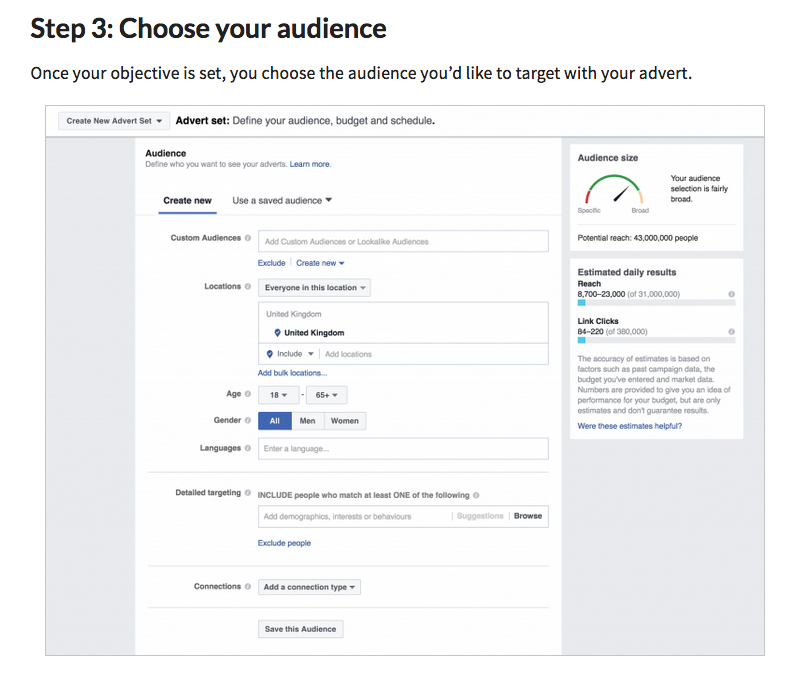 Step 3: Choose your audience
Once your objective is set, you choose the audience you’d like to target with your advert.
Create New Advert Set
Advert set: Define your audience, budget and schedule.
Audience
Define who you want to see your adverts. Learn more.
Create new
Use a saved audience
Custom Audiences
Add Custom Audiences or Lookalike Audiences
Exclude | Create new
Locations
Everyone in this location
United Kingdom
United Kingdom
Include | Add locations
Add bulk locations...
Age
18 - 65+
Gender
All Men Women
Languages
Enter a language...
Detailed targeting
INCLUDE people who match at least ONE of the following
Add demographics, interests or behaviours | Suggestions | Browse
Exclude people
Connections
Add a connection type
Save this Audience
Audience size
Specific Broad
Your audience
selection is fairly
broad.
Potential reach: 43,000,000 people
Estimated daily results
Reach
8,700–23,000 (of 31,000,000)
Link Clicks
84–220 (of 380,000)
The accuracy of estimates is based on
factors such as past campaign data, the
budget you've entered and market data.
Numbers are provided to give you an idea of
performance for your budget, but are only
estimates and don't guarantee results.
Were these estimates helpful?